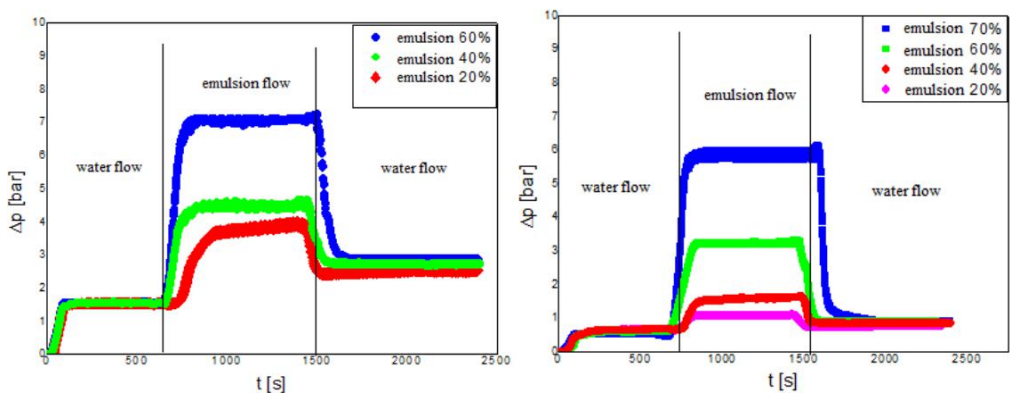 10
9
8
7
6
5
4
3
2
1
0
Δp [bar]
emulsion 60%
emulsion 40%
emulsion 20%
emulsion flow
water flow
water flow
0 500 1000 1500 2000 2500
t [s]
10
9
8
7
6
5
4
3
2
1
0
Δp [bar]
emulsion 70%
emulsion 60%
emulsion 40%
emulsion 20%
emulsion flow
water flow
water flow
0 500 1000 1500 2000 2500
t [s]